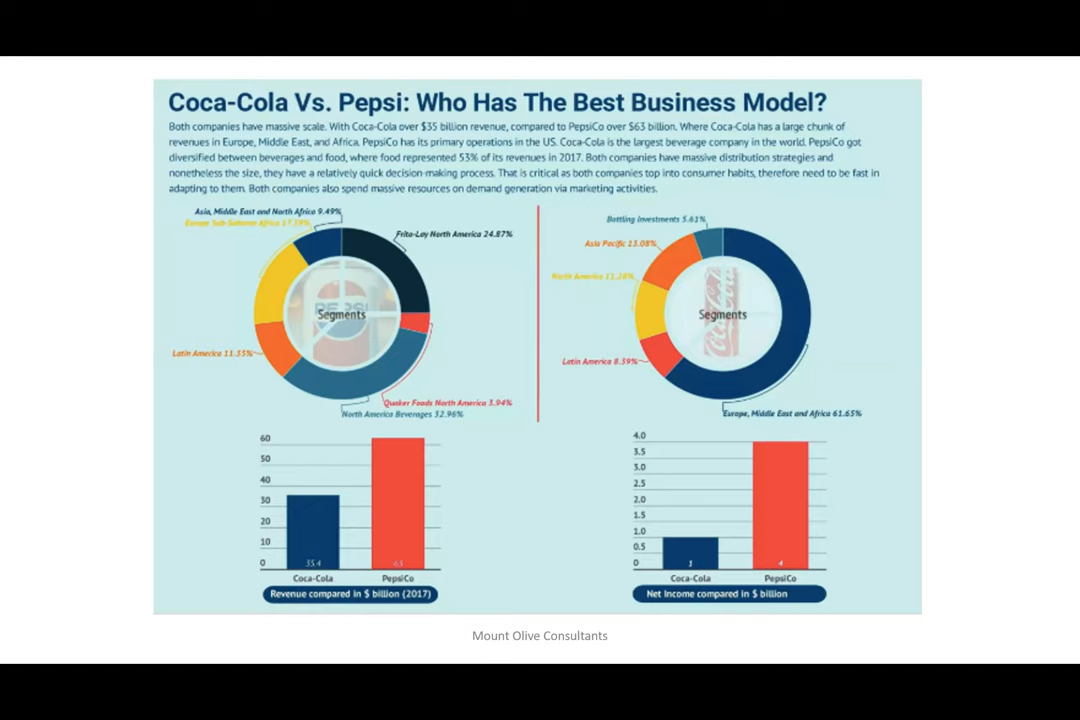 Coca-Cola Vs. Pepsi: Who Has The Best Business Model?
Both companies have massive scale. With Coca-Cola over $35 billion revenue, compared to PepsiCo over $63 billion. Where Coca-Cola has a large chunk of
revenues in Europe, Middle East, and Africa. PepsiCo has its primary operations in the US. Coca-Cola is the largest beverage company in the world. PepsiCo got
diversified between beverages and food, where food represented 53% of its revenues in 2017. Both companies have massive distribution strategies and
nonetheless the size, they have a relatively quick decision-making process. That is critical as both companies top into consumer habits, therefore need to be fast in
adapting to them. Both companies also spend massive resources on demand generation via marketing activities.
Asia, Middle East and North Africa 9.49%
Europe Sub-Saharan Africa
Frito-Lay North America 24.87%
Segments
Latin America 11.35%
Quaker Foods North America 3.94%
North America Beverages 32.96%
Bottling Investments 5.61%
Asia Pacific 13.08%
North America 11.28%
Segments
Coca-Cola
Latin America 8.39%
Europe, Middle East and Africa 61.65%
60
50
40
30
20
10
0
35.4
63
Coca-Cola
PepsiCo
Revenue compared in $ billion (2017)
4.0
3.5
3.0
2.5
2.0
1.5
1.0
0.5
0
1
4
Coca-Cola
PepsiCo
Net Income compared in $ billion
Mount Olive Consultants